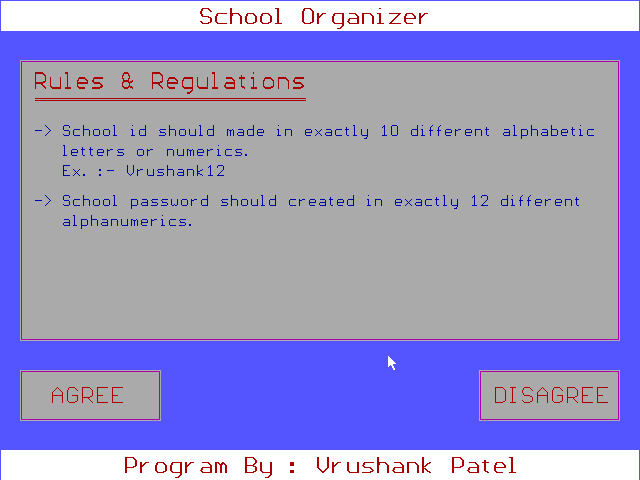 School Organizer
Rules & Regulations
-> School id should made in exactly 10 different alphabetic
letters or numerics.
Ex. :- Vrushank12
-> School password should created in exactly 12 different
alphanumerics.
AGREE
DISAGREE
Program By : Vrushank Patel